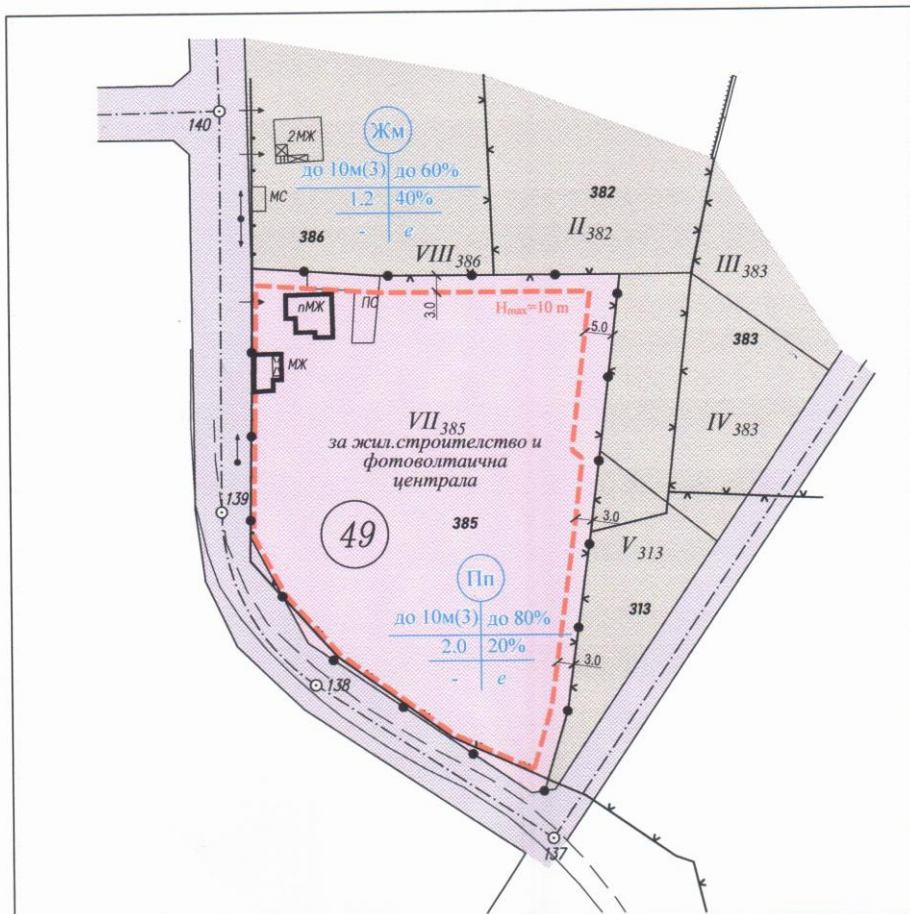 140
2МЖ
Жм
до 10м(3) до 60%
1.2 40%
- е
МС
386
VIII386
382
II382
III383
383
IV383
3.0
Hmax=10 m
5.0
пМЖ
ПС
МЖ
VII385
за жил.строителство и
фотоволтаична
централа
385
139
49
3.0
V313
313
Пп
до 10м(3) до 80%
2.0 20%
- е
3.0
138
137